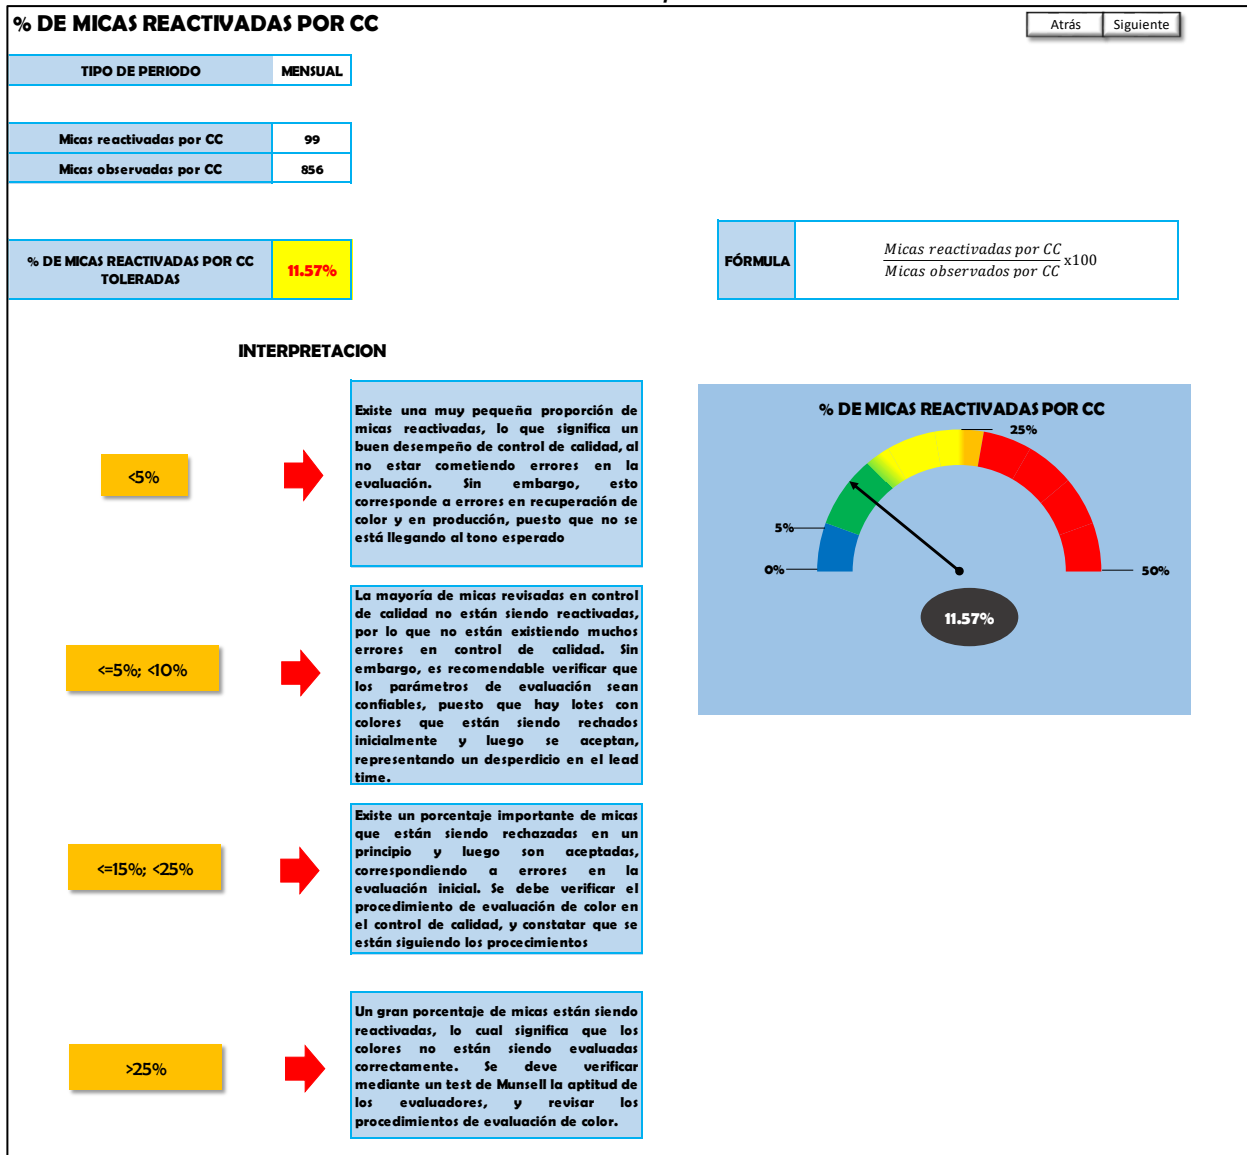 % DE MICAS REACTIVADAS POR CC
Atrás
Siguiente
TIPO DE PERIODO
MENSUAL
Micas reactivadas por CC
99
Micas observadas por CC
856
% DE MICAS REACTIVADAS POR CC
TOLERADAS
11.57%
FÓRMULA
Micas reactivadas por CC
Micas observados por CC
x100
INTERPRETACION
<5%
Existe una muy pequeña proporción de
micas reactivadas, lo que significa un
buen desempeño de control de calidad, al
no estar cometiendo errores en la
evaluación. Sin embargo, esto
corresponde a errores en recuperación de
color y en producción, puesto que no se
está llegando al tono esperado
<=5%; <10%
La mayoría de micas revisadas en control
de calidad no están siendo reactivadas,
por lo que no están existiendo muchos
errores en control de calidad. Sin
embargo, es recomendable verificar que
los parámetros de evaluación sean
confiables, puesto que hay lotes con
colores que están siendo rechados
inicialmente y luego se aceptan,
representando un desperdicio en el lead
time.
<=15%; <25%
Existe un porcentaje importante de micas
que están siendo rechazadas en un
principio y luego son aceptadas,
correspondiendo a errores en la
evaluación inicial. Se debe verificar el
procedimiento de evaluación de color en
el control de calidad, y constatar que se
están siguiendo los procecimientos
>25%
Un gran porcentaje de micas están siendo
reactivadas, lo cual significa que los
colores no están siendo evaluadas
correctamente. Se deve verificar
mediante un test de Munsell la aptitud de
los evaluadores, y revisar los
procedimientos de evaluación de color.
% DE MICAS REACTIVADAS POR CC
25%
5%
0%
50%
11.57%